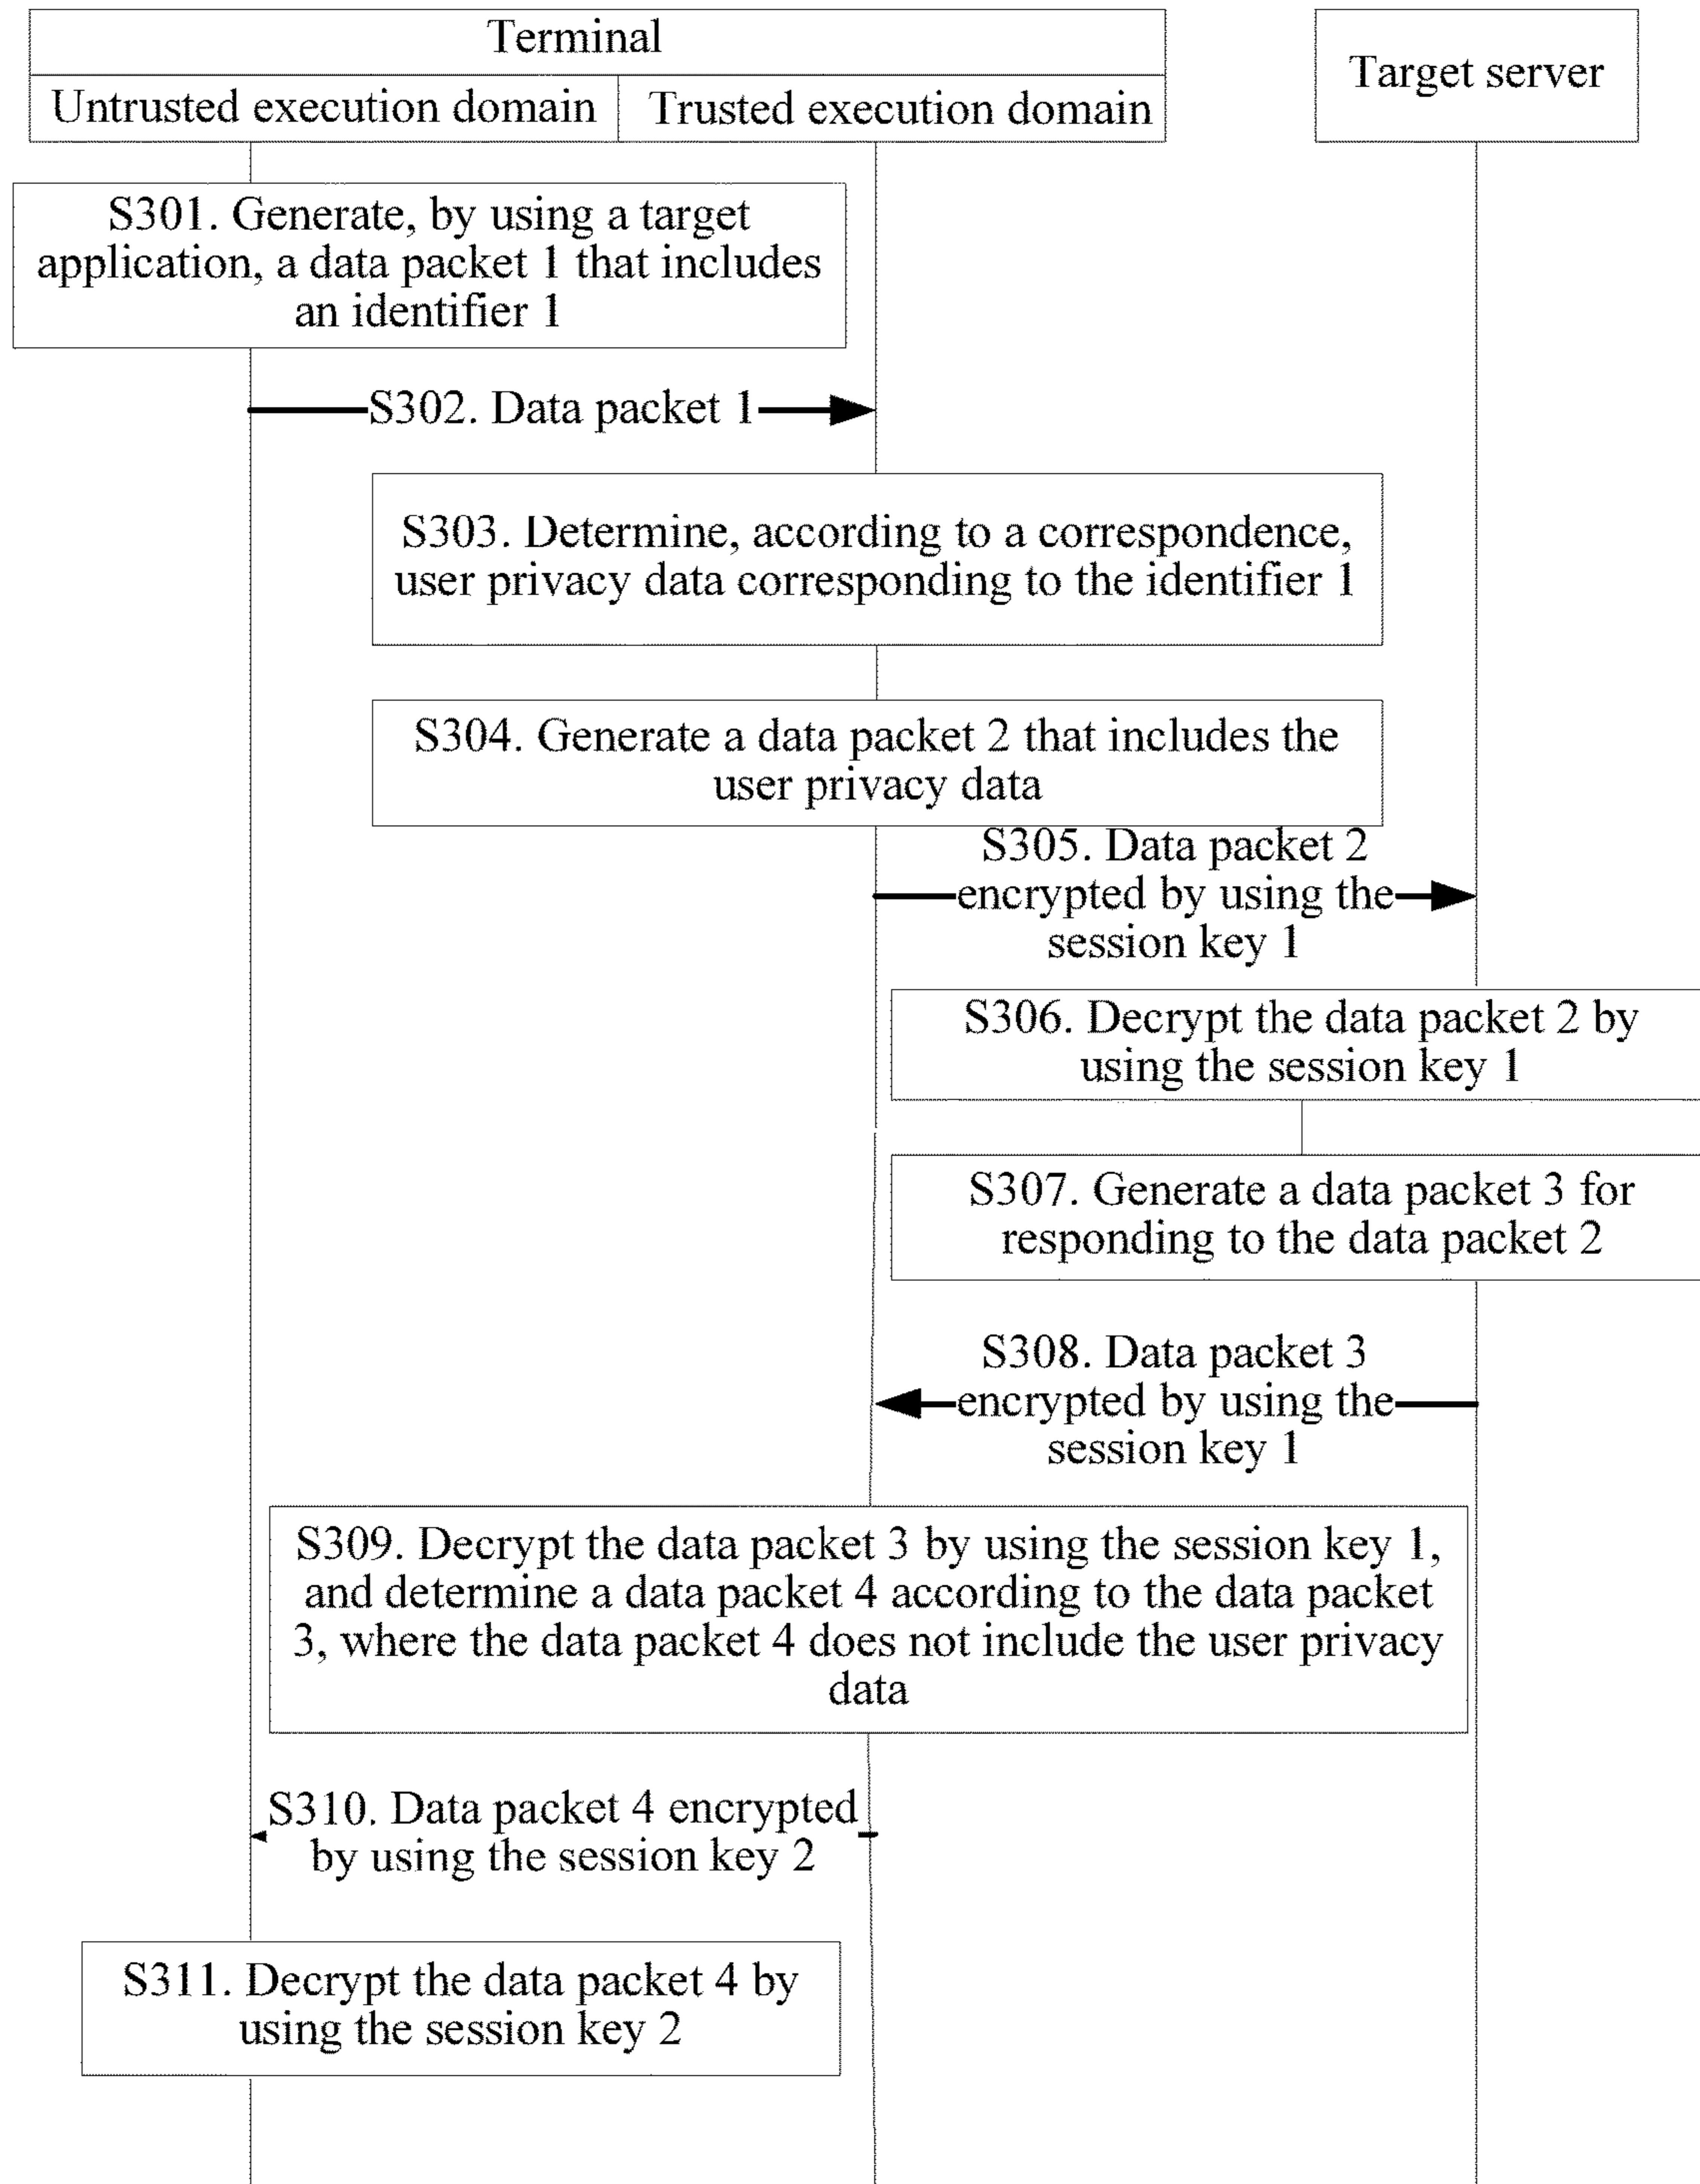 Terminal
Target server
Untrusted execution domain
Trusted execution domain
S301. Generate, by using a target
application, a data packet 1 that includes
an identifier 1
S302. Data packet 1
S303. Determine, according to a correspondence,
user privacy data corresponding to the identifier 1
S304. Generate a data packet 2 that includes the
user privacy data
S305. Data packet 2
encrypted by using the
session key 1
S306. Decrypt the data packet 2 by
using the session key 1
S307. Generate a data packet 3 for
responding to the data packet 2
S308. Data packet 3
encrypted by using the
session key 1
S309. Decrypt the data packet 3 by using the session key 1,
and determine a data packet 4 according to the data packet
3, where the data packet 4 does not include the user privacy
data
S310. Data packet 4 encrypted
by using the session key 2
S311. Decrypt the data packet 4 by
using the session key 2